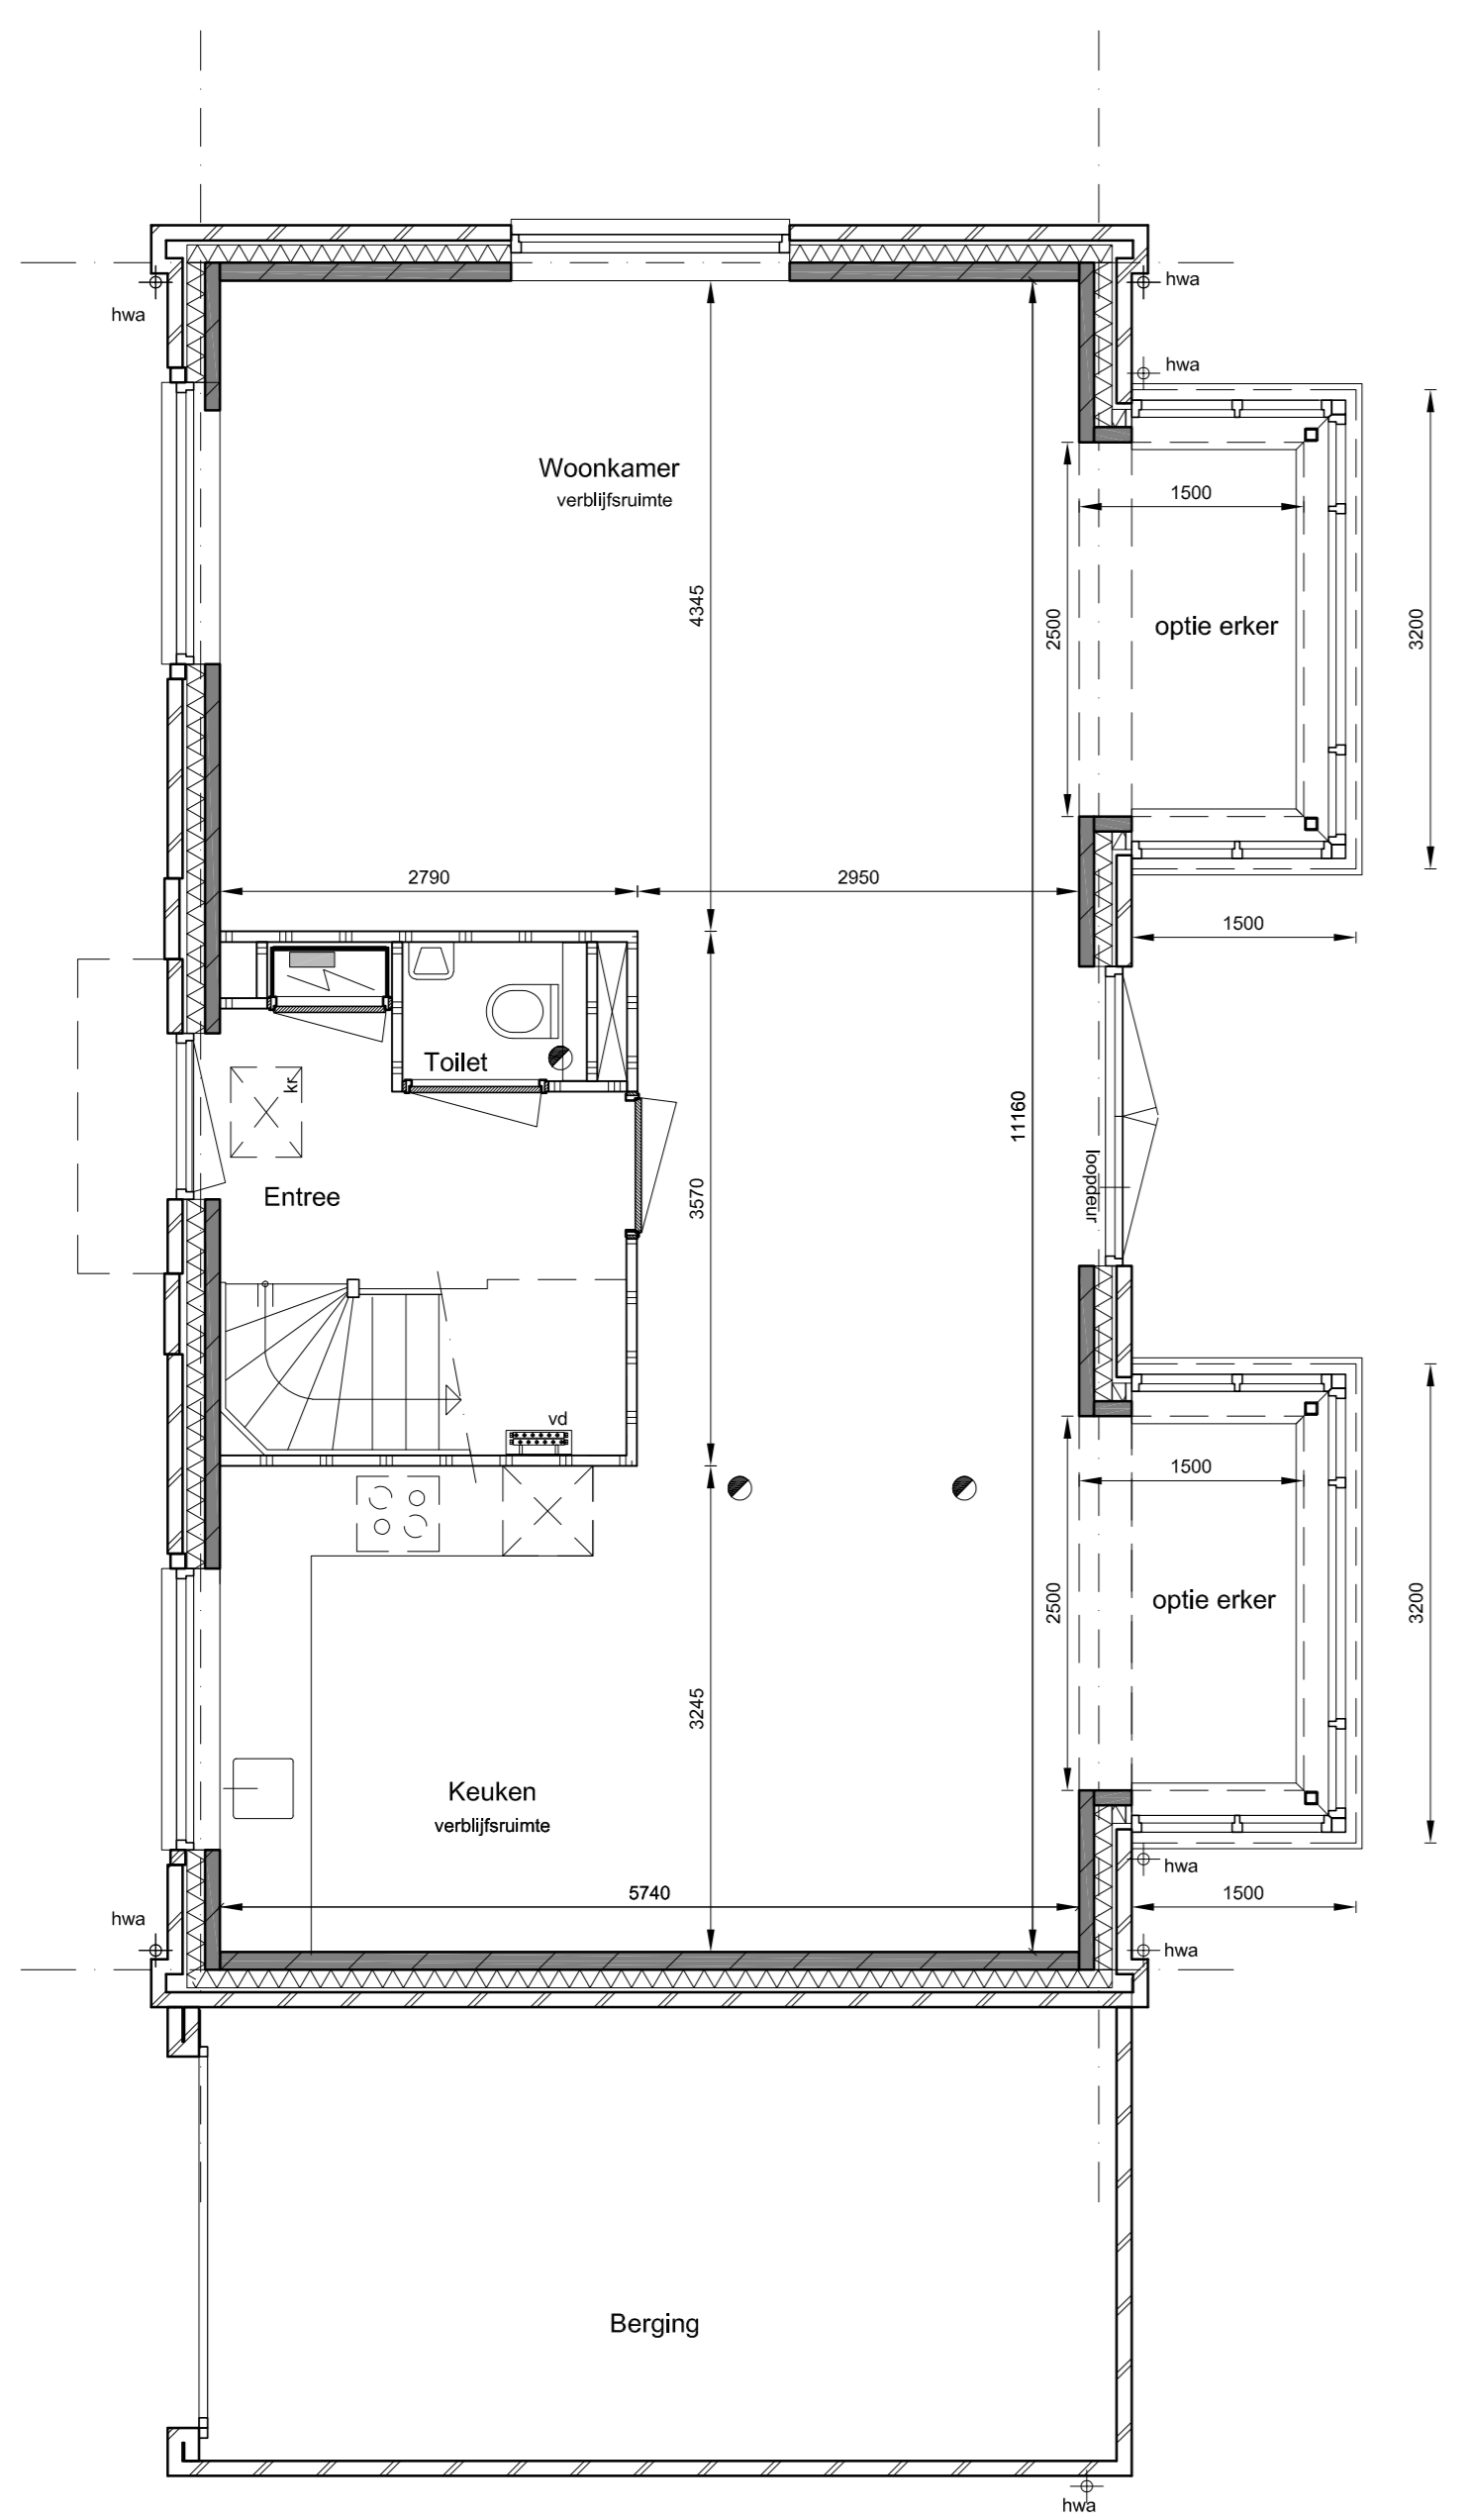 hwa
hwa
hwa
Woonkamer
verblijfsruimte
1500
4345
2500
optie erker
3200
2790
2950
1500
Toilet
kr
11160
loopdeur
Entree
3570
vd
1500
2500
optie erker
3200
3245
Keuken
verblijfsruimte
hwa
5740
1500
hwa
hwa
Berging
hwa